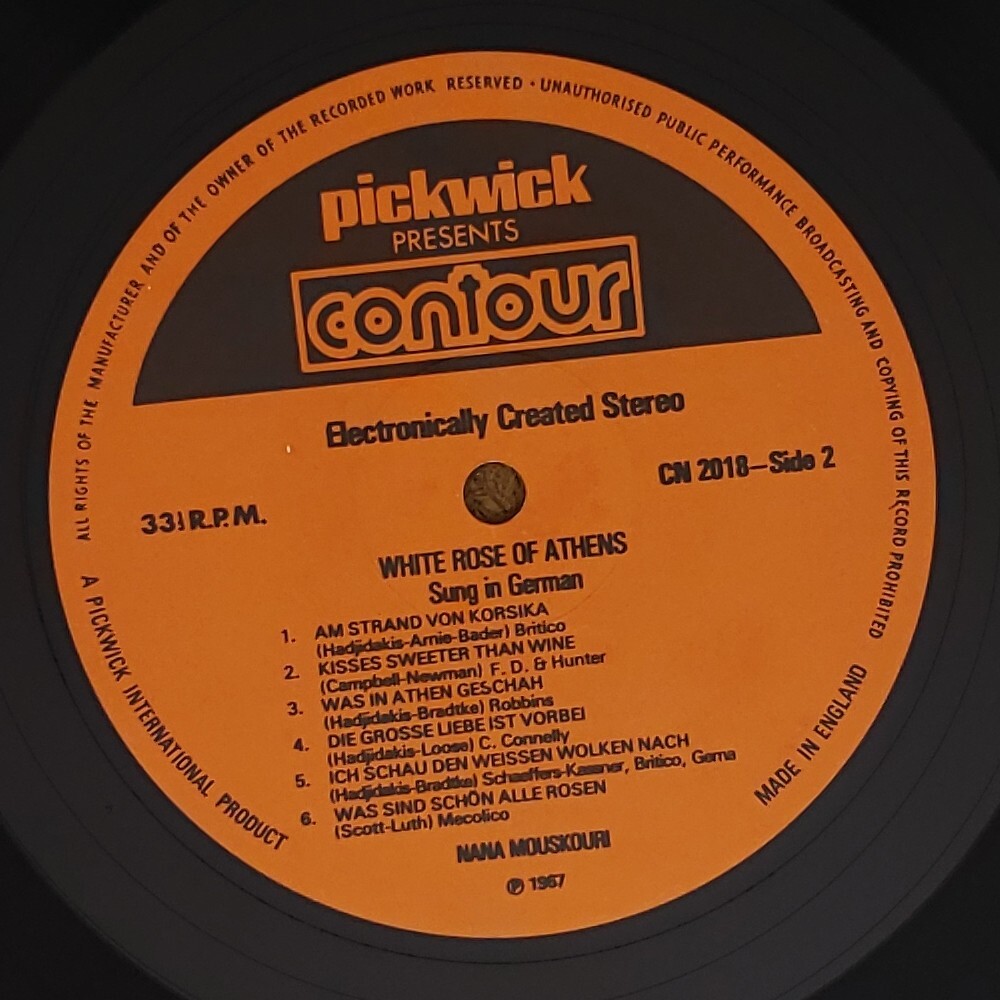 ALL RIGHTS OF THE MANUFACTURER AND OF THE OWNER OF THE RECORDED WORK RESERVED • UNAUTHORISED PUBLIC PERFORMANCE BROADCASTING AND COPYING OF THIS RECORD PROHIBITED
pickwick
PRESENTS
contour
Electronically Created Stereo
CN 2018–Side 2
33⅓ R.P.M.
WHITE ROSE OF ATHENS
Sung in German
1. AM STRAND VON KORSIKA
(Hadjidakis-Arnie-Bader) Britico
2. KISSES SWEETER THAN WINE
(Campbell-Newman) F. D. & Hunter
3. WAS IN ATHEN GESCHAH
(Hadjidakis-Bradtke) Robbins
4. DIE GROSSE LIEBE IST VORBEI
(Hadjidakis-Loose) C. Connelly
5. ICH SCHAU DEN WEISSEN WOLKEN NACH
(Hadjidakis-Bradtke) Schaeffers-Kassner, Britico, Gema
6. WAS SIND SCHÖN ALLE ROSEN
(Scott-Luth) Mecolico
NANA MOUSKOURI
℗ 1967
A PICKWICK INTERNATIONAL PRODUCT
MADE IN ENGLAND